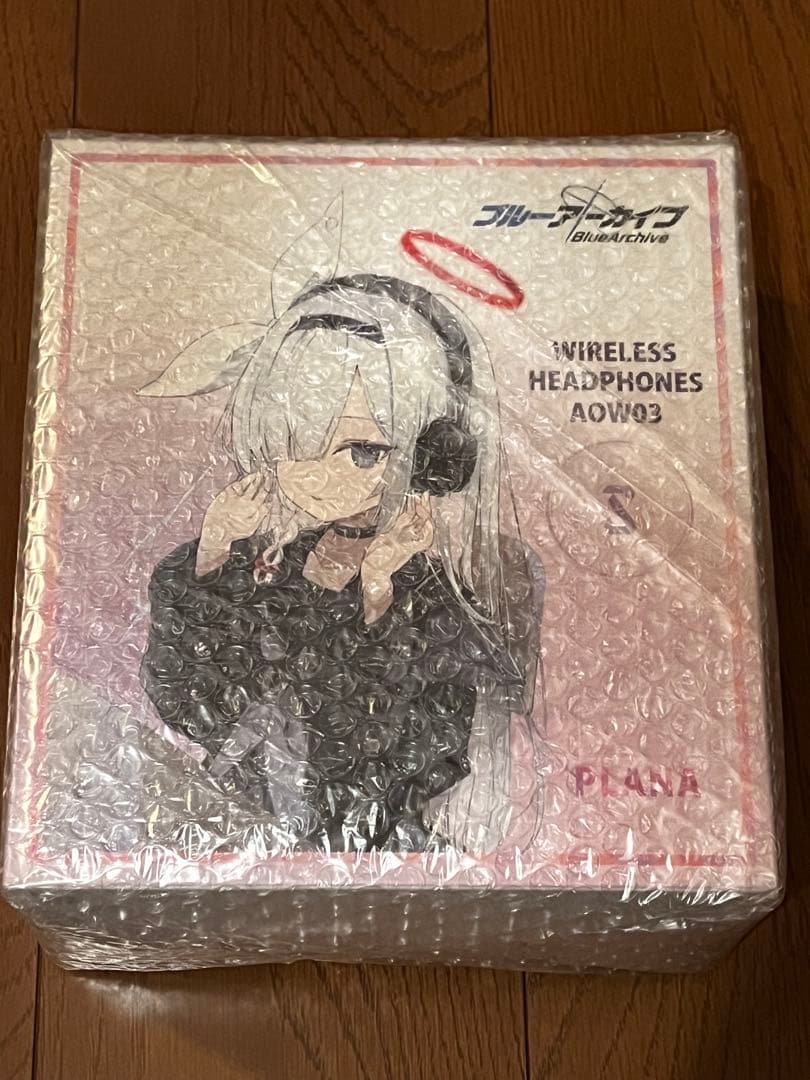 ブルーアーカイブ
BlueArchive
WIRELESS
HEADPHONES
AOW03
PLANA